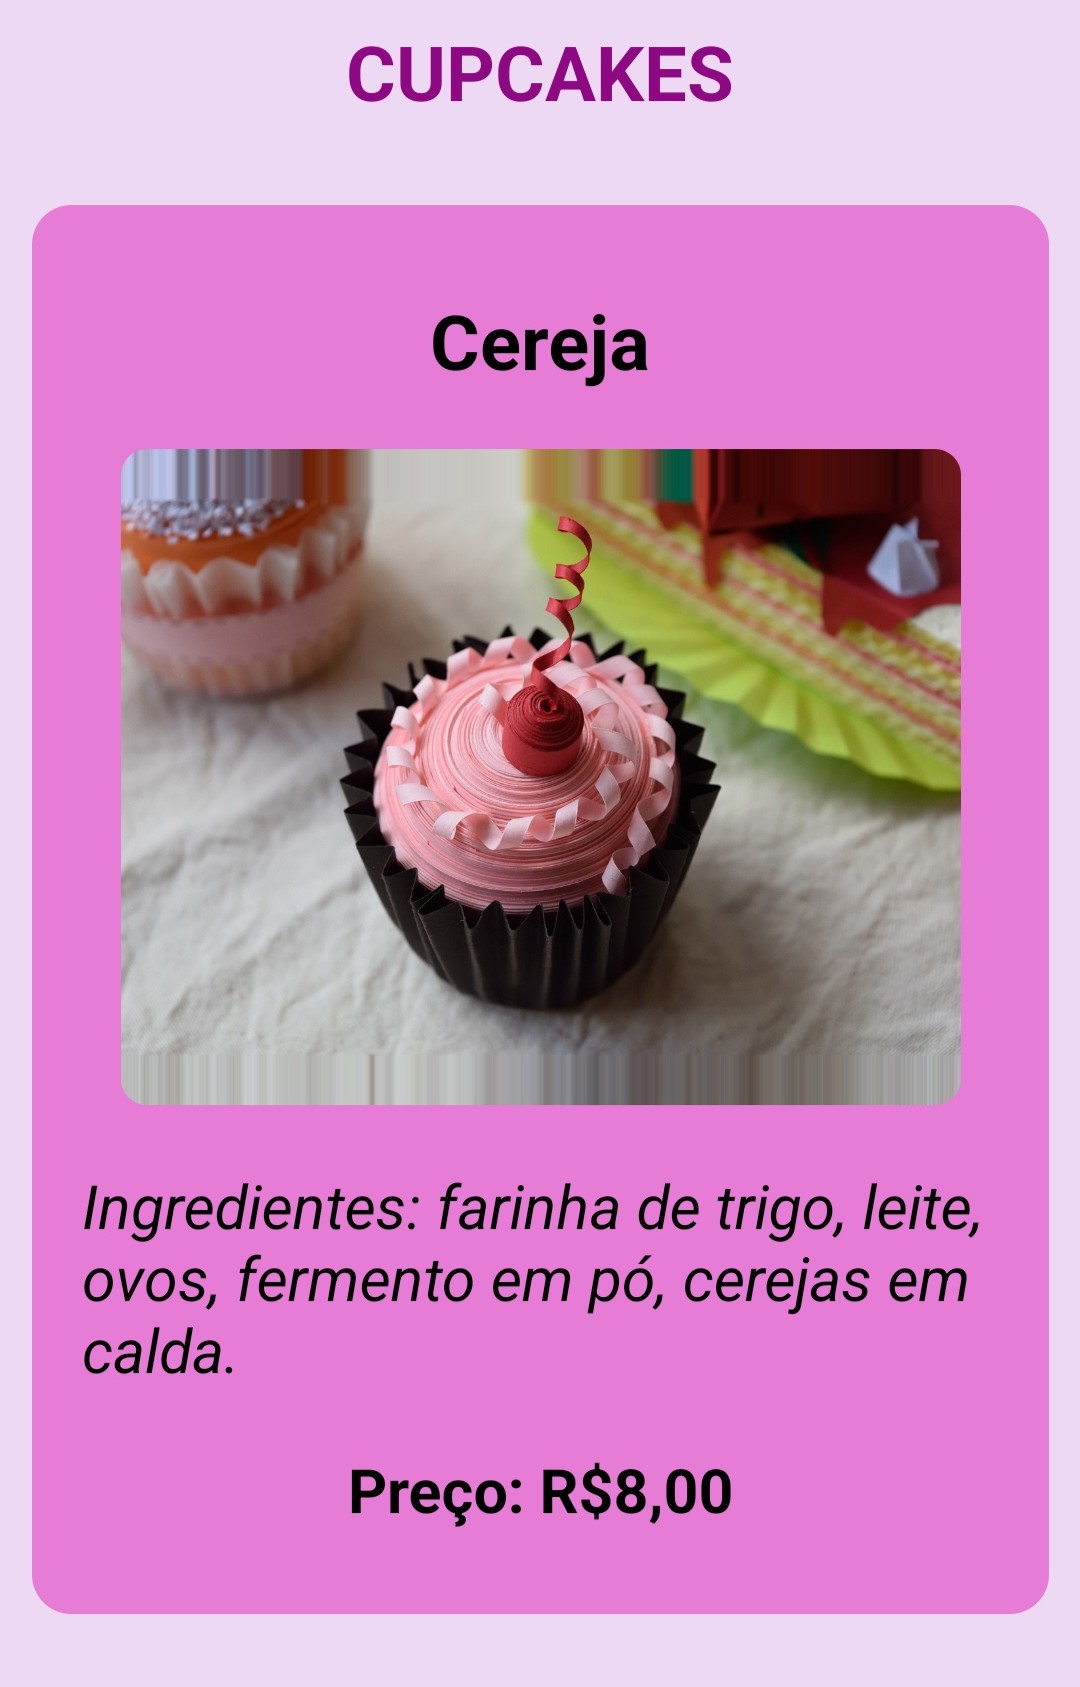 CUPCAKES
Cereja
Ingredientes: farinha de trigo, leite,
ovos, fermento em pó, cerejas em
calda.
Preço: R$8,00